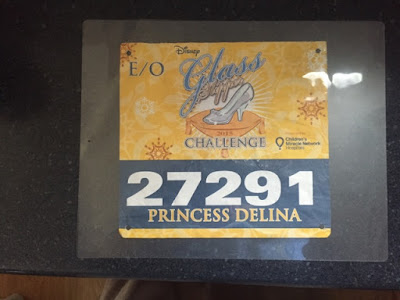 Disney
E/O
Glass
Slipper
2015
CHALLENGE
Children's
Miracle Network
Hospitals
27291
PRINCESS DELINA